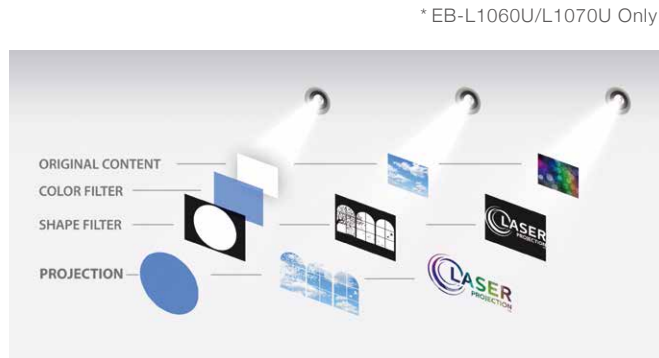 * EB-L1060U/L1070U Only
ORIGINAL CONTENT
COLOR FILTER
SHAPE FILTER
LASER
PROJECTION
PROJECTION
LASER
PROJECTION